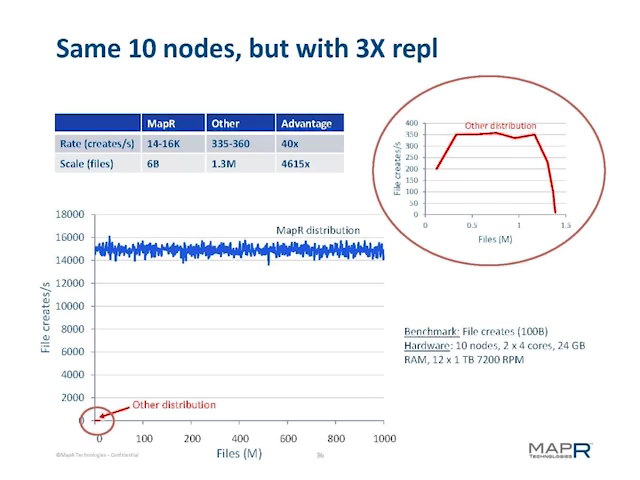 Same 10 nodes, but with 3X repl
MapR Other Advantage
Rate (creates/s) 14-16K 335-360 40x
Scale (files) 6B 1.3M 4615x
Other distribution
400
350
300
250
200
150
100
50
0
File creates/s
0 0.5 1 1.5
Files (M)
18000
16000
14000
12000
10000
8000
6000
4000
2000
0
File creates/s
MapR distribution
Other distribution
0 100 200 400 600 800 1000
Files (M)
Benchmark: File creates (100B)
Hardware: 10 nodes, 2 x 4 cores, 24 GB
RAM, 12 x 1 TB 7200 RPM
©MapR Technologies - Confidential
36
MAPR
TECHNOLOGIES